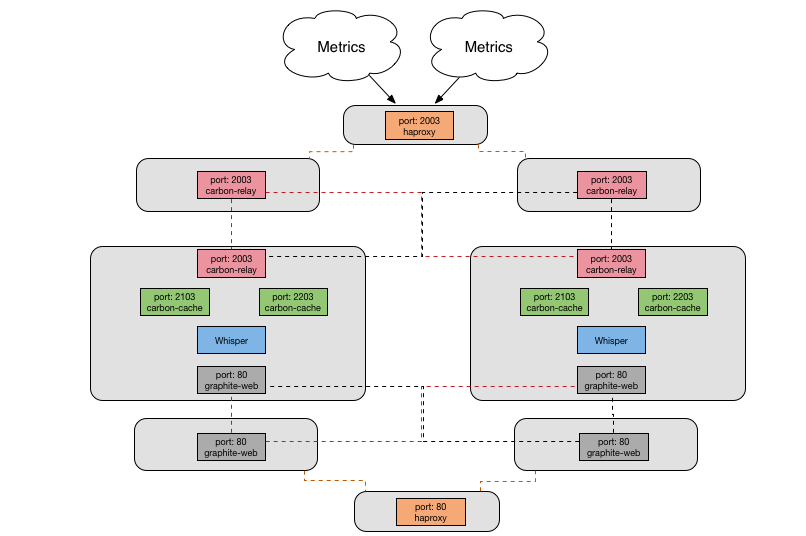 Metrics
Metrics
port: 2003
haproxy
port: 2003
carbon-relay
port: 2003
carbon-relay
port: 2003
carbon-relay
port: 2003
carbon-relay
port: 2103
carbon-cache
port: 2203
carbon-cache
port: 2103
carbon-cache
port: 2203
carbon-cache
Whisper
Whisper
port: 80
graphite-web
port: 80
graphite-web
port: 80
graphite-web
port: 80
graphite-web
port: 80
haproxy